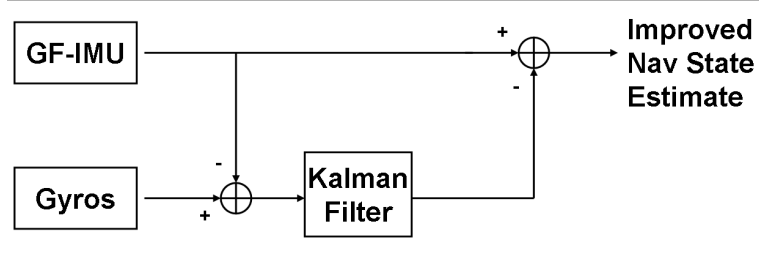 GF-IMU
+
-
Improved
Nav State
Estimate
-
+
Gyros
Kalman
Filter